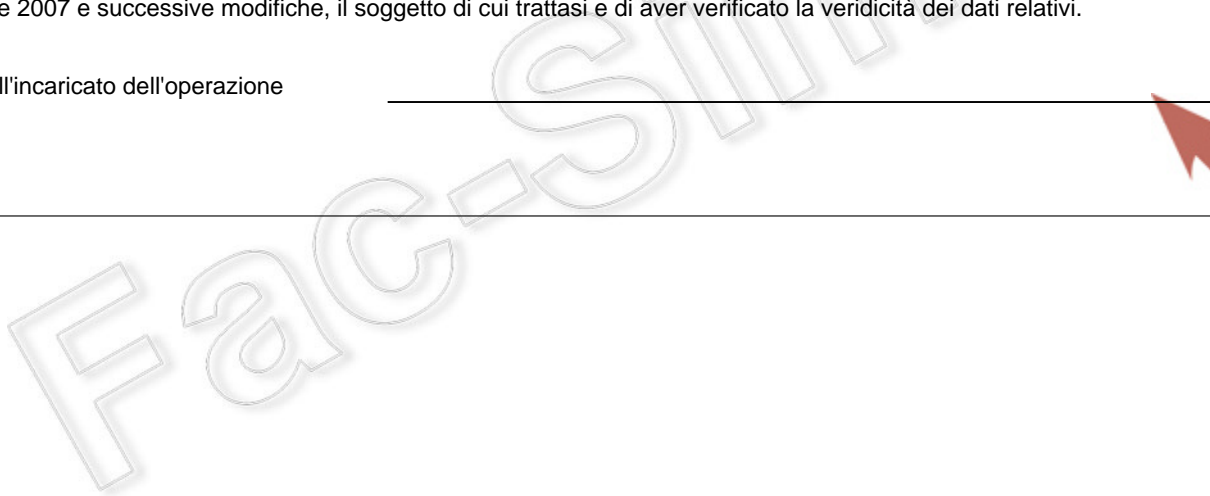 e 2007 e successive modifiche, il soggetto di cui trattasi e di aver verificato la veridicità dei dati relativi.
ll'incaricato dell'operazione
Fac-Sim